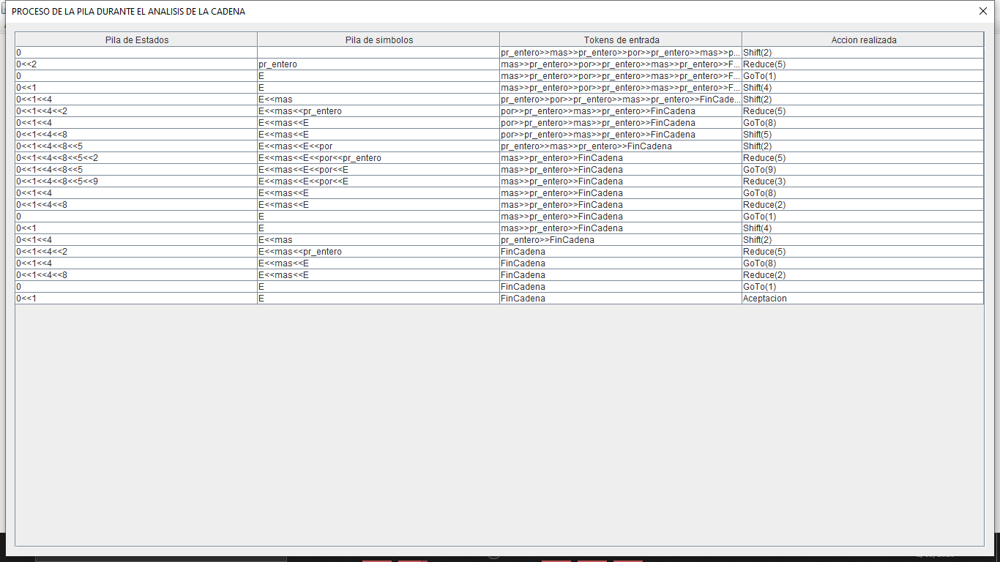 PROCESO DE LA PILA DURANTE EL ANALISIS DE LA CADENA
Pila de Estados Pila de simbolos Tokens de entrada Accion realizada
0 pr_entero>>mas>>pr_entero>>por>>pr_entero>>mas>>p... Shift(2)
0<<2 pr_entero mas>>pr_entero>>por>>pr_entero>>mas>>pr_entero>>F... Reduce(5)
0 E mas>>pr_entero>>por>>pr_entero>>mas>>pr_entero>>F... GoTo(1)
0<<1 E mas>>pr_entero>>por>>pr_entero>>mas>>pr_entero>>F... Shift(4)
0<<1<<4 E<<mas pr_entero>>por>>pr_entero>>mas>>pr_entero>>FinCade... Shift(2)
0<<1<<4<<2 E<<mas<<pr_entero por>>pr_entero>>mas>>pr_entero>>FinCadena Reduce(5)
0<<1<<4 E<<mas<<E por>>pr_entero>>mas>>pr_entero>>FinCadena GoTo(8)
0<<1<<4<<8 E<<mas<<E por>>pr_entero>>mas>>pr_entero>>FinCadena Shift(5)
0<<1<<4<<8<<5 E<<mas<<E<<por pr_entero>>mas>>pr_entero>>FinCadena Shift(2)
0<<1<<4<<8<<5<<2 E<<mas<<E<<por<<pr_entero mas>>pr_entero>>FinCadena Reduce(5)
0<<1<<4<<8<<5 E<<mas<<E<<por<<E mas>>pr_entero>>FinCadena GoTo(9)
0<<1<<4<<8<<5<<9 E<<mas<<E<<por<<E mas>>pr_entero>>FinCadena Reduce(3)
0<<1<<4 E<<mas<<E mas>>pr_entero>>FinCadena GoTo(8)
0<<1<<4<<8 E<<mas<<E mas>>pr_entero>>FinCadena Reduce(2)
0 E mas>>pr_entero>>FinCadena GoTo(1)
0<<1 E mas>>pr_entero>>FinCadena Shift(4)
0<<1<<4 E<<mas pr_entero>>FinCadena Shift(2)
0<<1<<4<<2 E<<mas<<pr_entero FinCadena Reduce(5)
0<<1<<4 E<<mas<<E FinCadena GoTo(8)
0<<1<<4<<8 E<<mas<<E FinCadena Reduce(2)
0 E FinCadena GoTo(1)
0<<1 E FinCadena Aceptacion